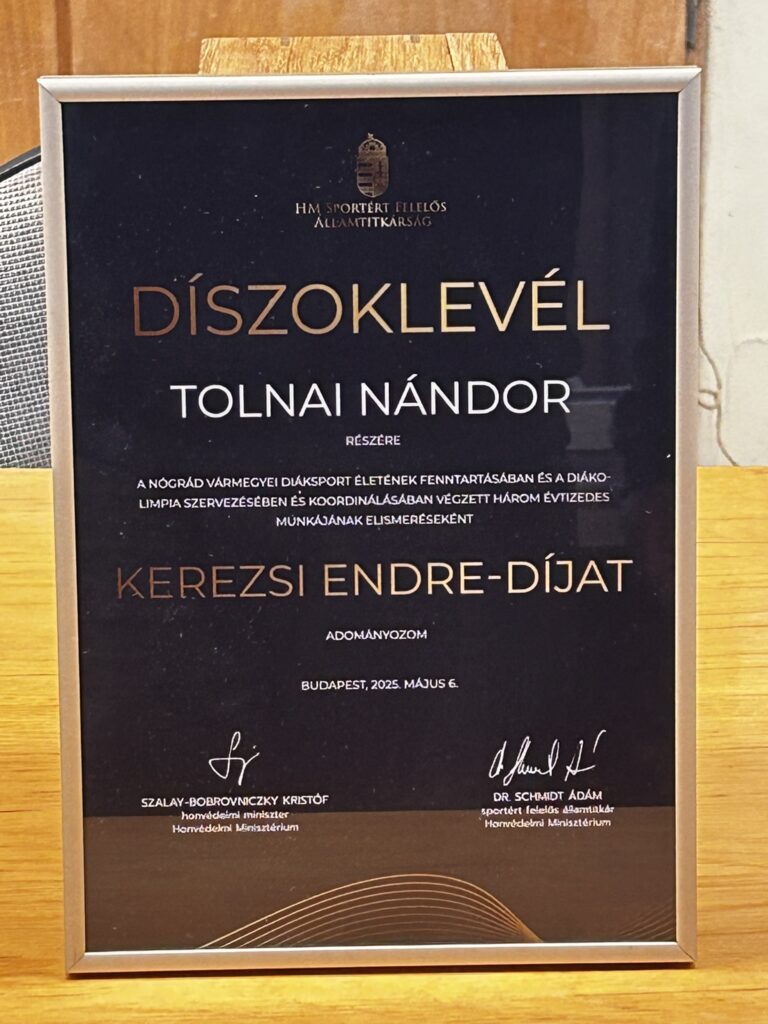 HM SPORTÉRT FELELŐS
ÁLLAMTITKÁRSÁG
DÍSZOKLEVÉL
TOLNAI NÁNDOR
RÉSZÉRE
A NÓGRÁD VÁRMEGYEI DIÁKSPORT ÉLETÉNEK FENNTARTÁSÁBAN ÉS A DIÁKO-
LIMPIA SZERVEZÉSÉBEN ÉS KOORDINÁLÁSÁBAN VÉGZETT HÁROM ÉVTIZEDES
MUNKÁJÁNAK ELISMERÉSEKÉNT
KEREZSI ENDRE-DÍJAT
ADOMÁNYOZOM
BUDAPEST, 2025. MÁJUS 6.
SZALAY-BOBROVNICZKY KRISTÓF
honvédelmi miniszter
Honvédelmi Minisztérium
DR. SCHMIDT ÁDÁM
sportért felelős államtitkár
Honvédelmi Minisztérium